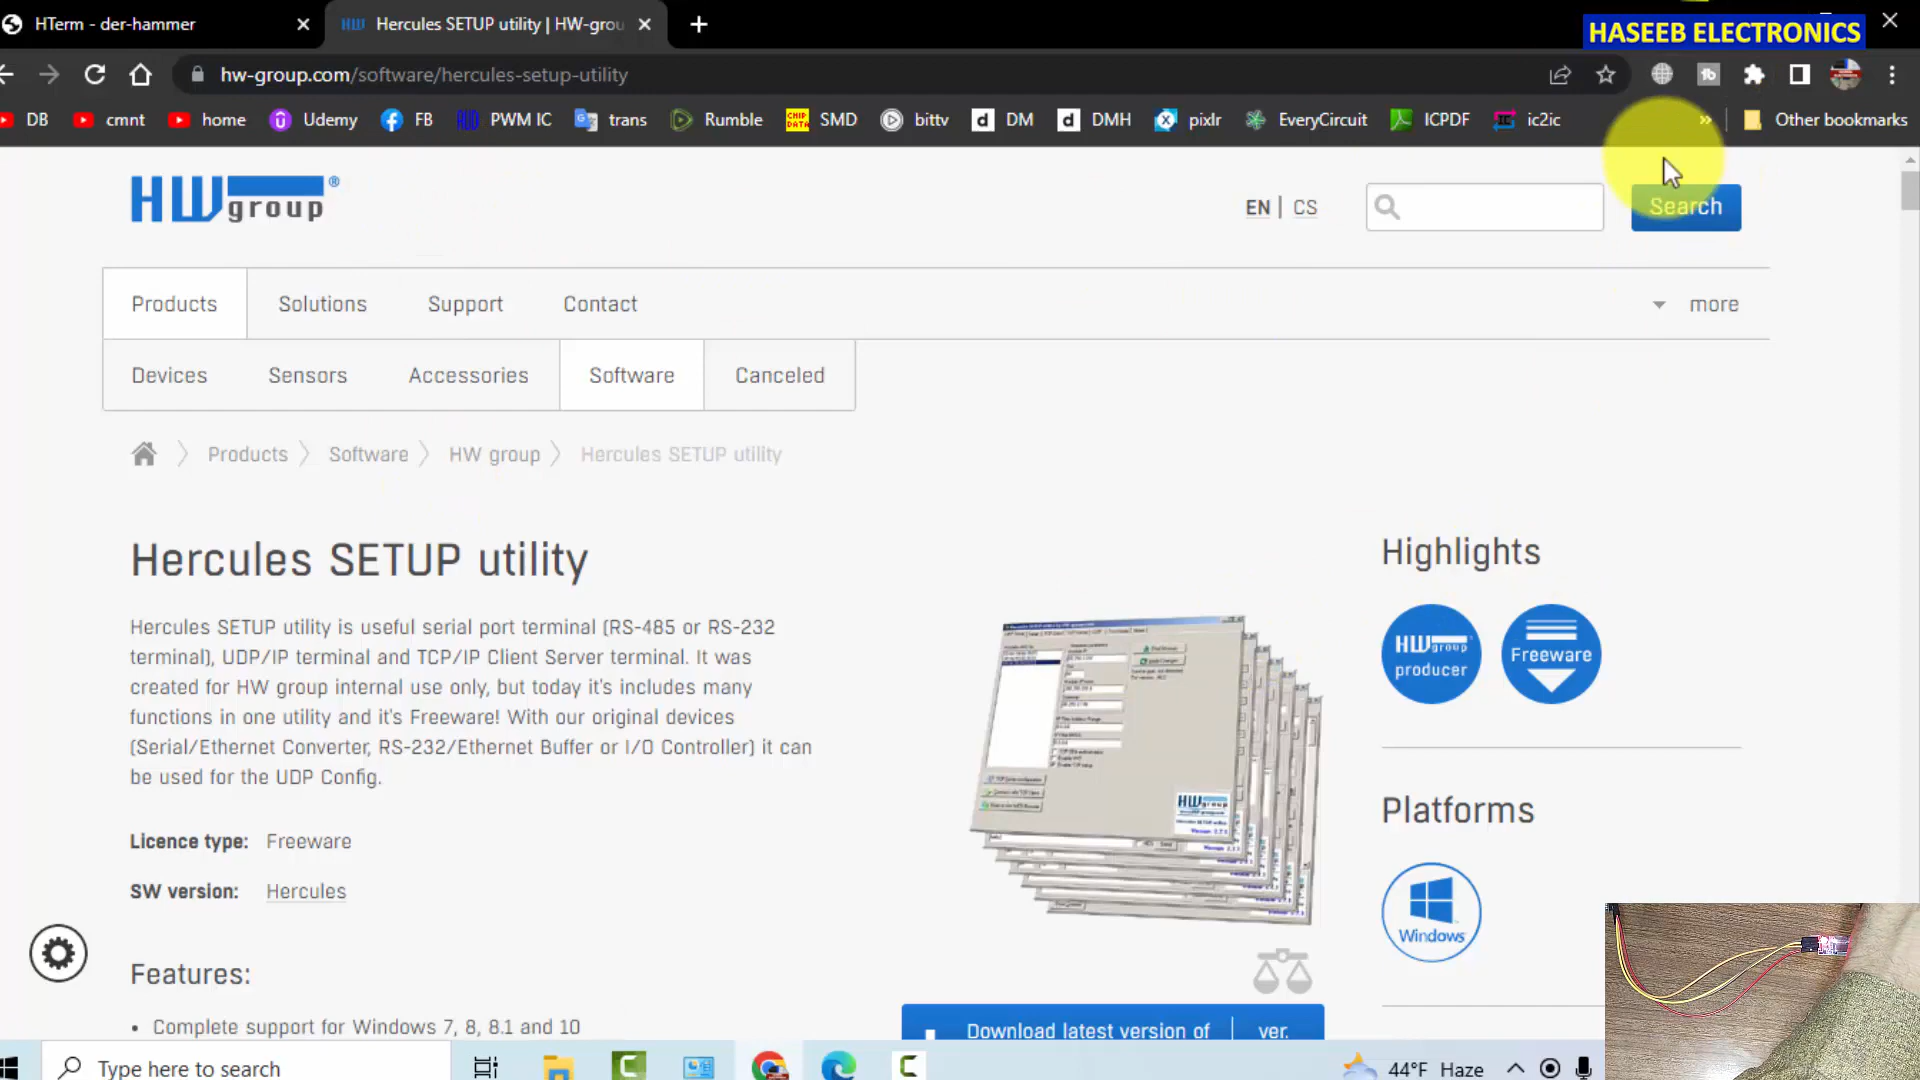 HTerm - der-hammer
Hercules SETUP utility | HW-grou
HASEEB ELECTRONICS
hw-group.com/software/hercules-setup-utility
DB
cmnt
home
Udemy
FB
PWM IC
trans
Rumble
CHIP DATA
SMD
bittv
d
DM
d
DMH
pixlr
EveryCircuit
ICPDF
ic2ic
»
Other bookmarks
HW group ®
EN | CS
Search
Products
Solutions
Support
Contact
more
Devices
Sensors
Accessories
Software
Canceled
Products
Software
HW group
Hercules SETUP utility
Hercules SETUP utility
Hercules SETUP utility is useful serial port terminal (RS-485 or RS-232
terminal), UDP/IP terminal and TCP/IP Client Server terminal. It was
created for HW group internal use only, but today it's includes many
functions in one utility and it's Freeware! With our original devices
(Serial/Ethernet Converter, RS-232/Ethernet Buffer or I/O Controller) it can
be used for the UDP Config.
Licence type: Freeware
SW version: Hercules
Features:
• Complete support for Windows 7, 8, 8.1 and 10
Download latest version of
ver.
Highlights
HW group
producer
Freeware
Platforms
Windows
Type here to search
44°F Haze